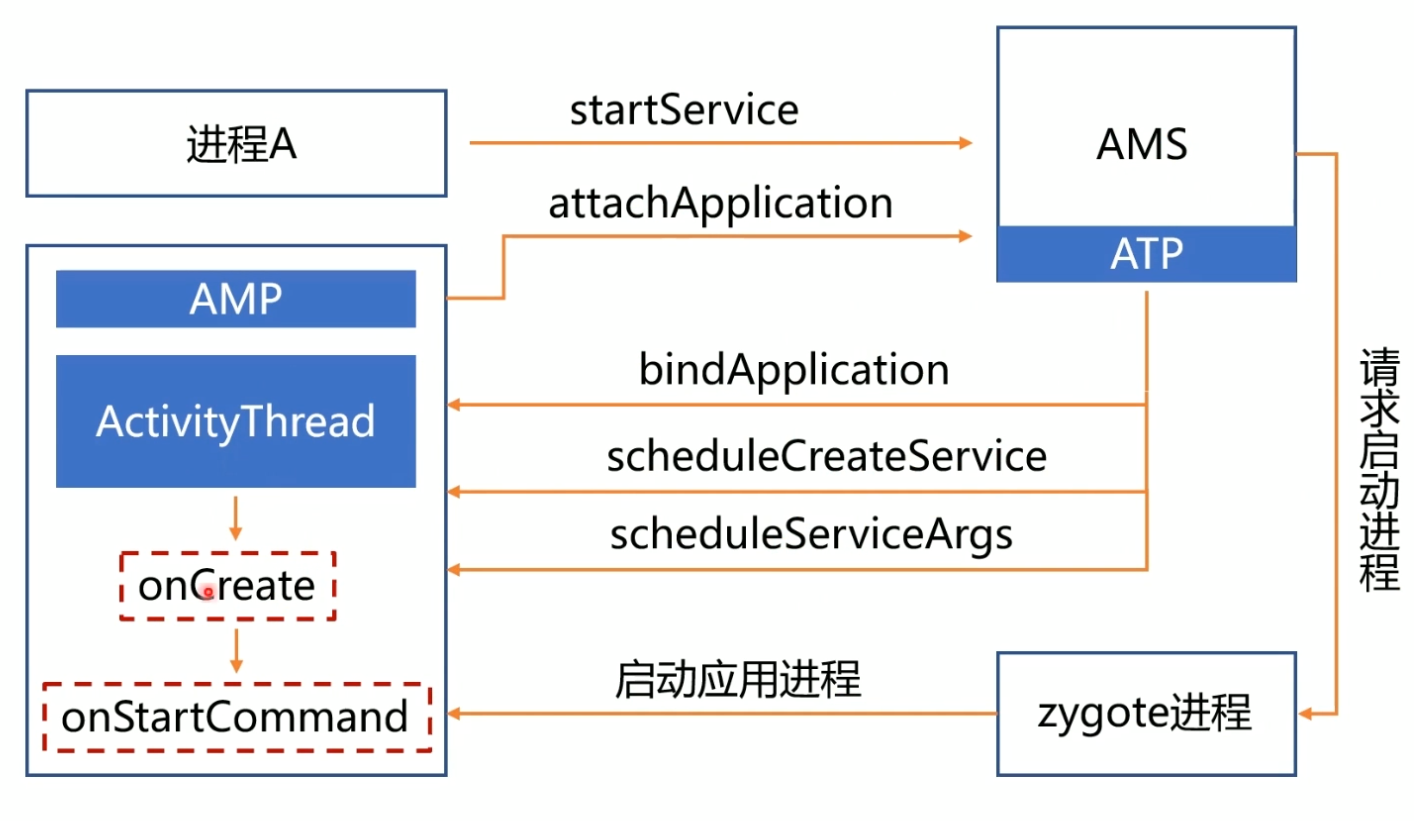 进程A
startService
AMS
attachApplication
ATP
AMP
bindApplication
ActivityThread
scheduleCreateService
scheduleServiceArgs
onCreate
请求启动进程
启动应用进程
onStartCommand
zygote进程